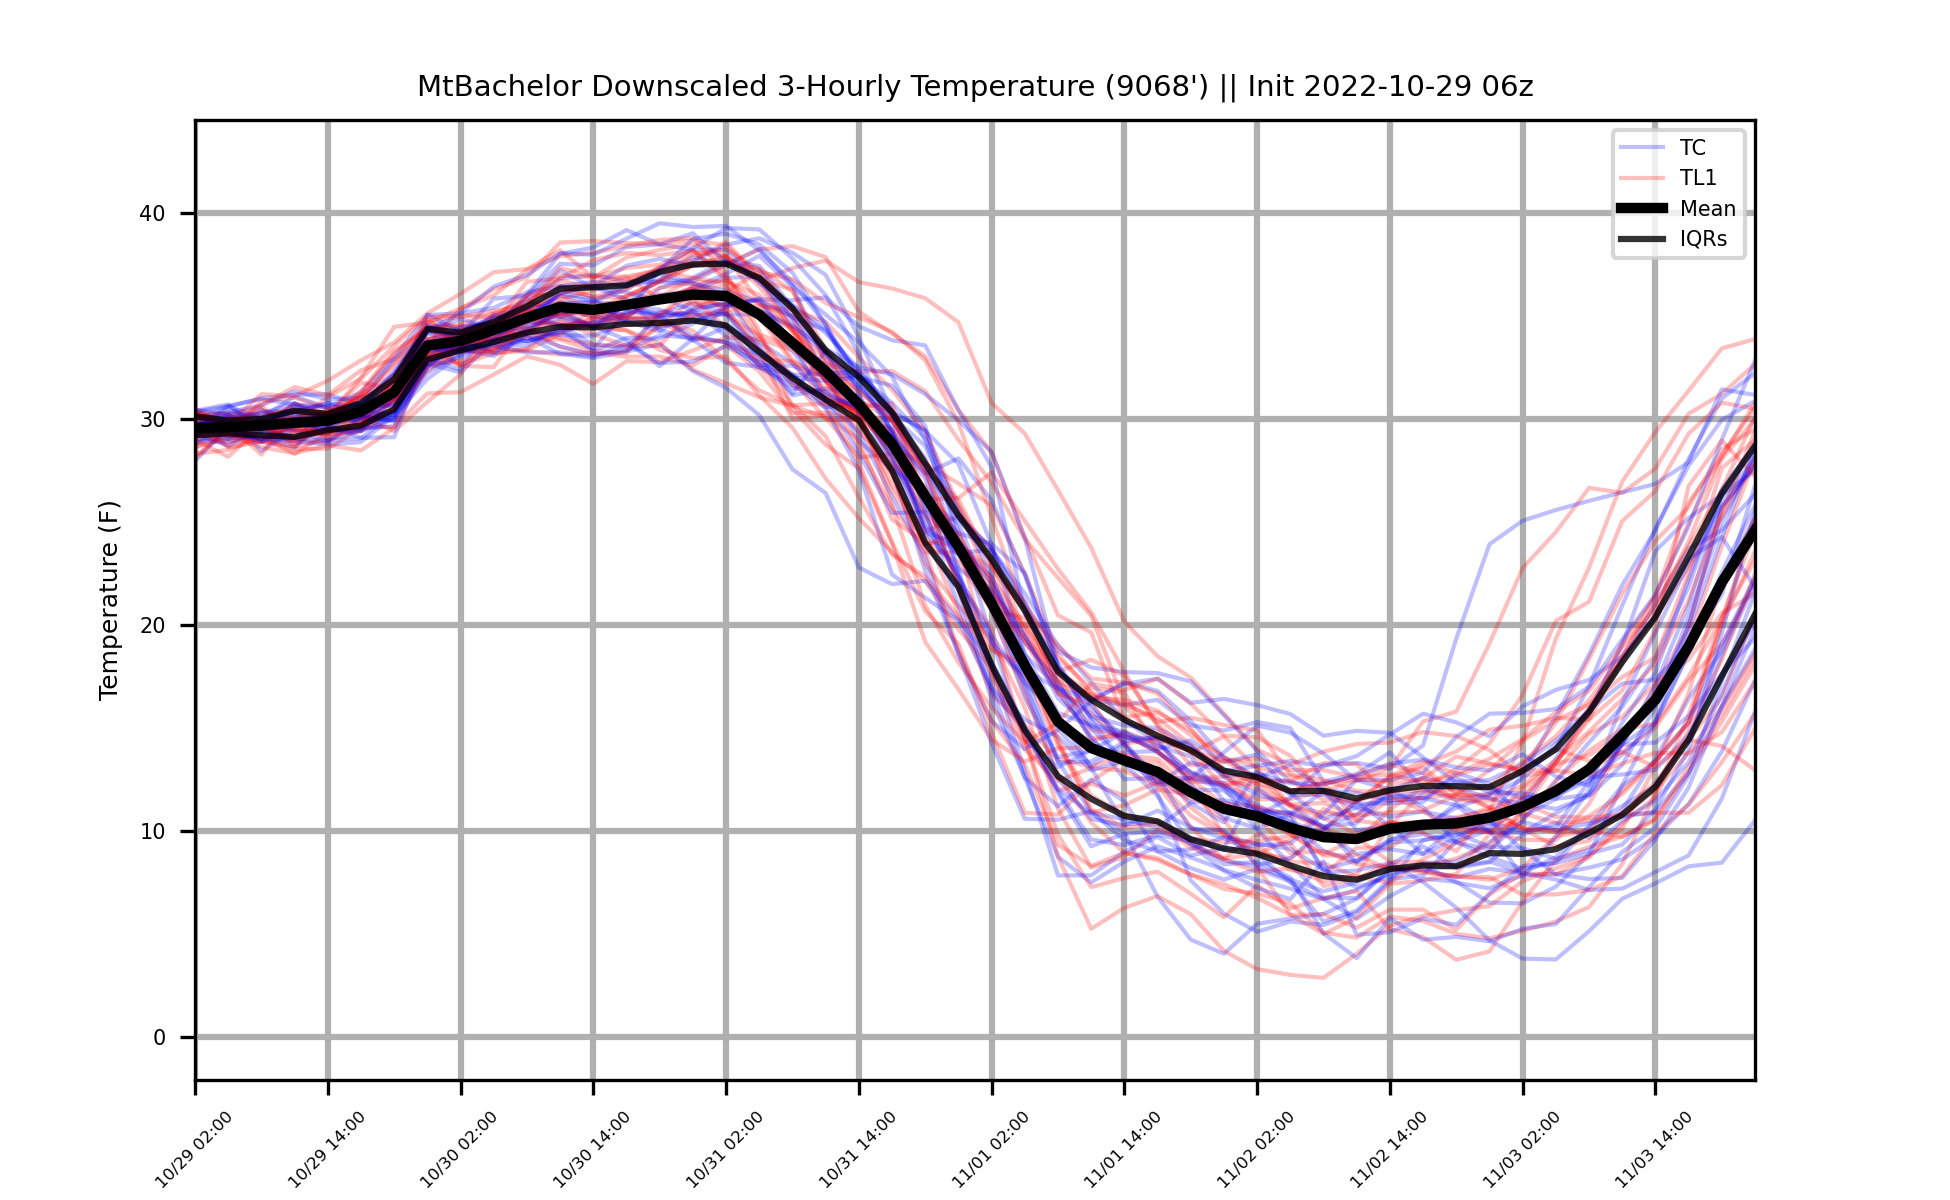 MtBachelor Downscaled 3-Hourly Temperature (9068') || Init 2022-10-29 06z
TC
TL1
Mean
IQRs
Temperature (F)
40
30
20
10
0
10/29 02:00
10/29 14:00
10/30 02:00
10/30 14:00
10/31 02:00
10/31 14:00
11/01 02:00
11/01 14:00
11/02 02:00
11/02 14:00
11/03 02:00
11/03 14:00